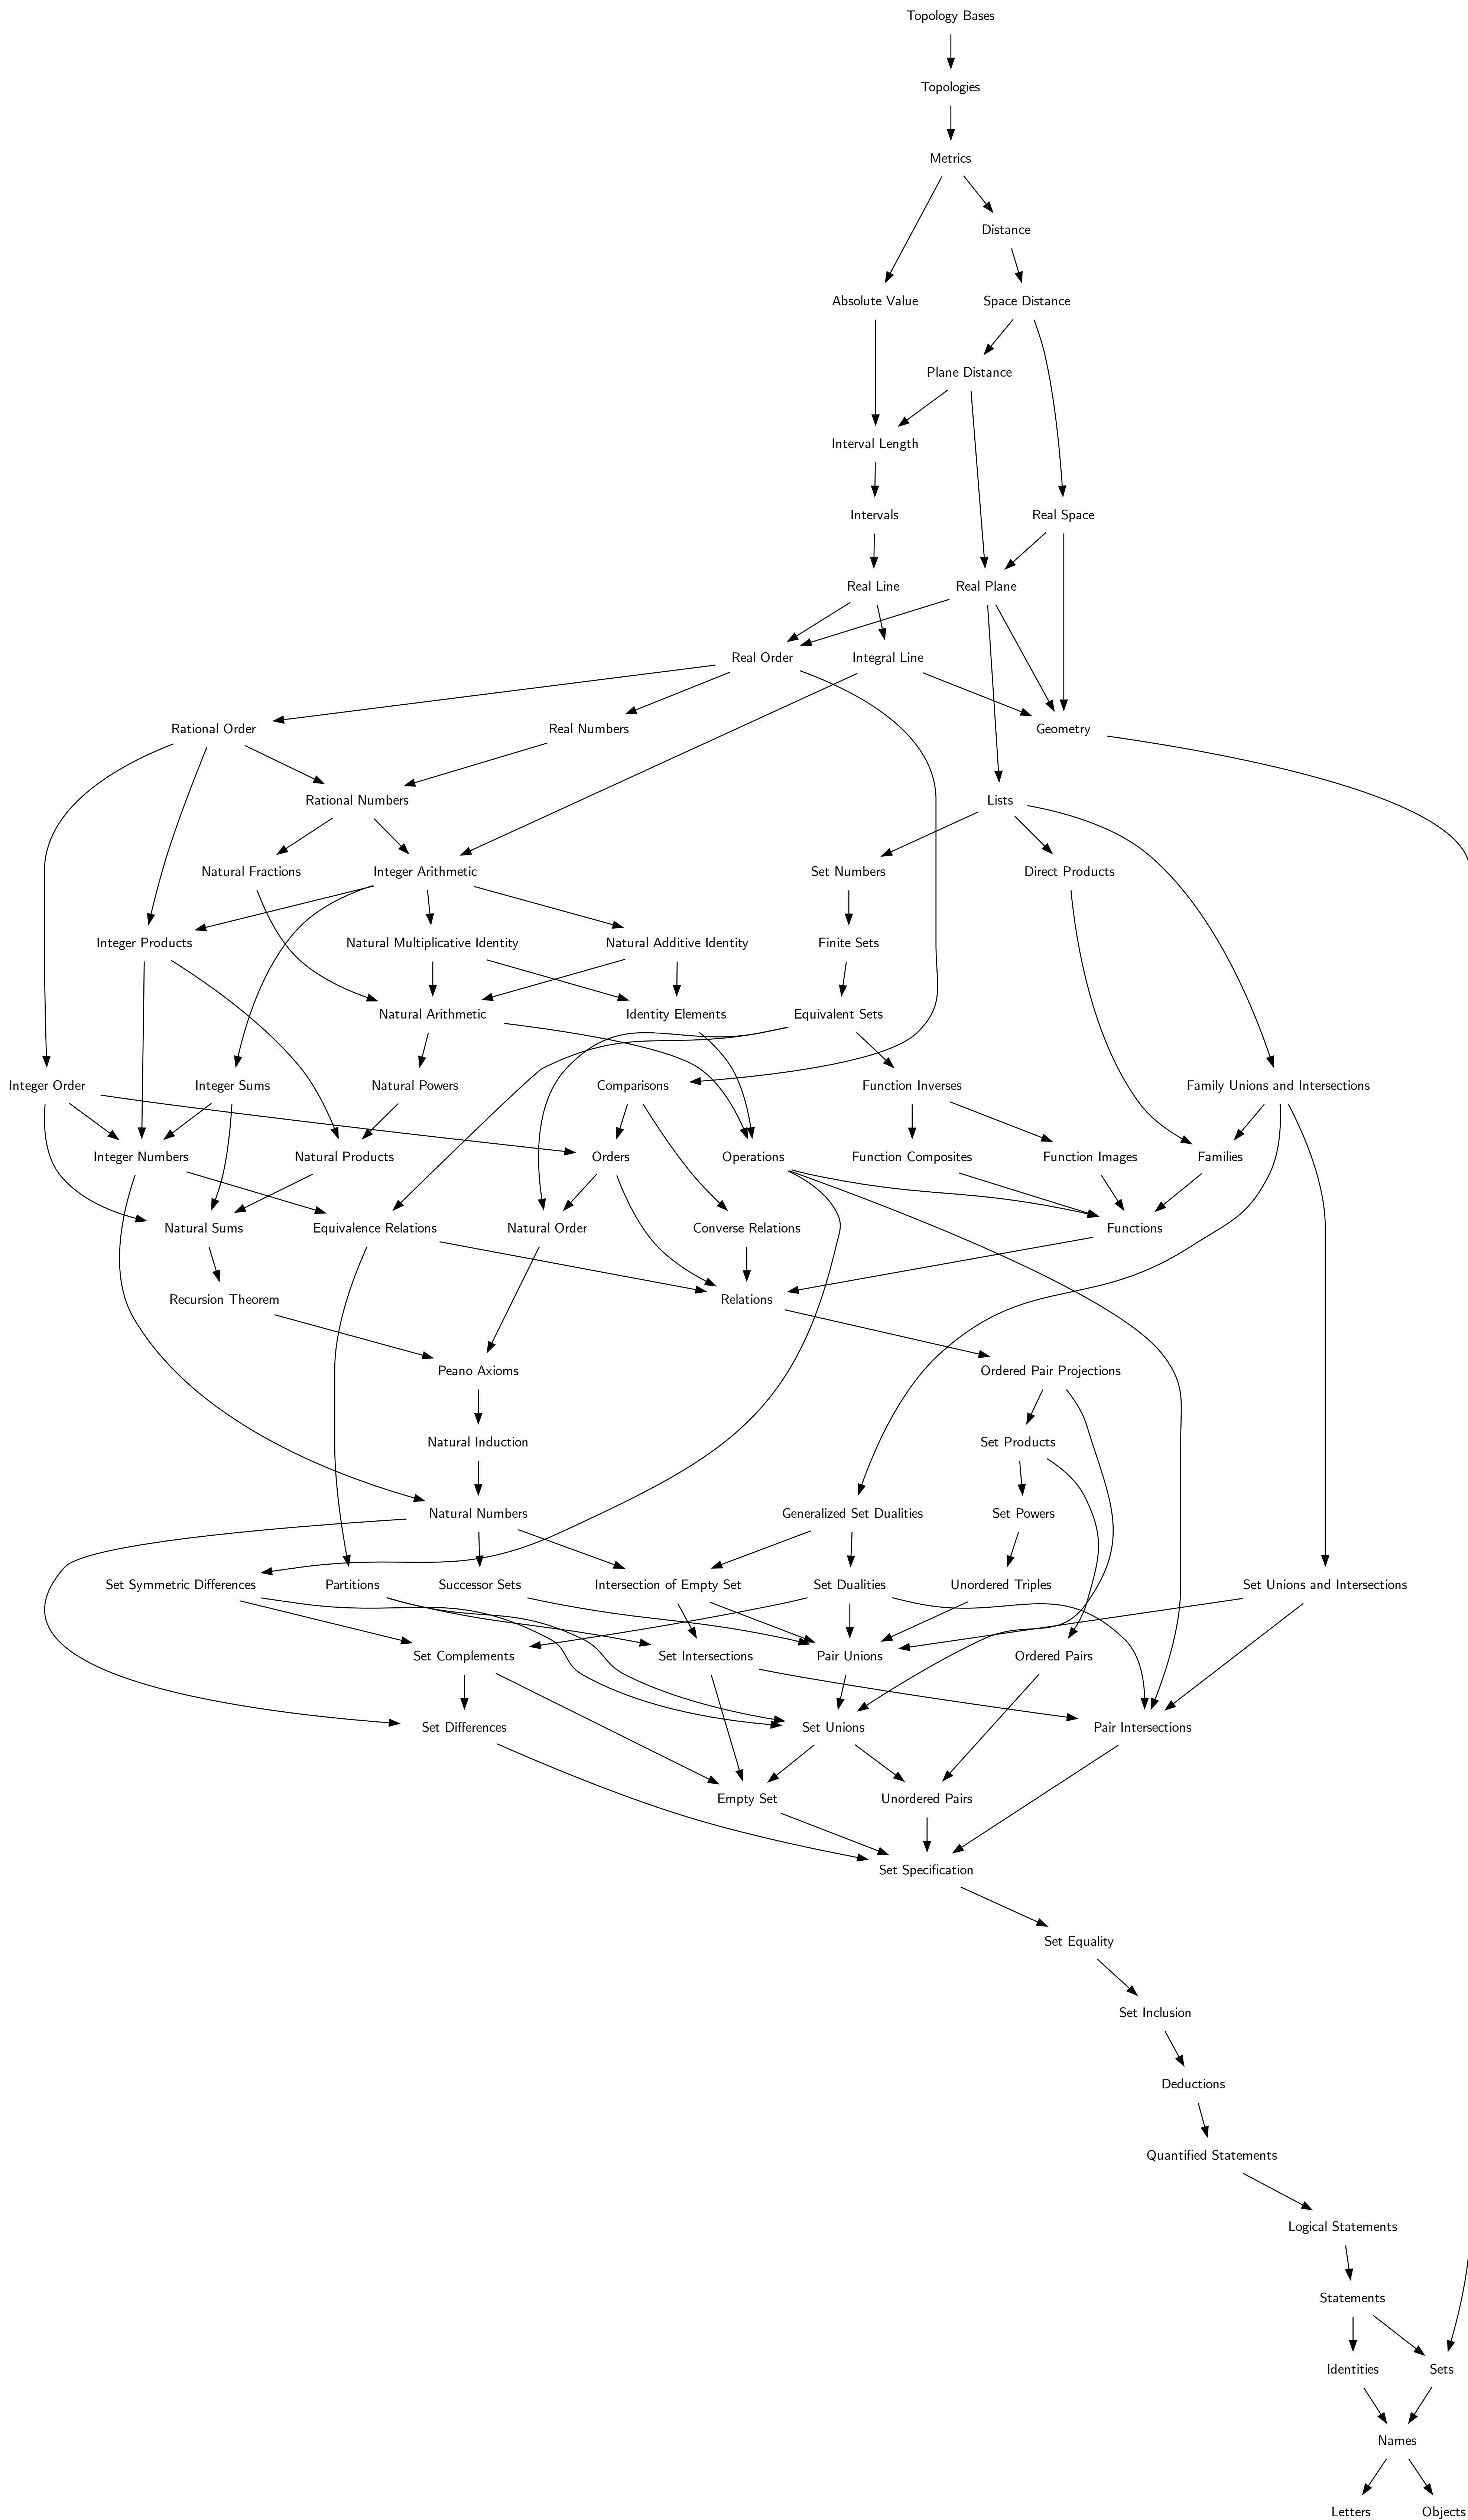 Topology Bases
Topologies
Metrics
Distance
Absolute Value
Space Distance
Plane Distance
Interval Length
Intervals
Real Space
Real Line
Real Plane
Real Order
Integral Line
Rational Order
Real Numbers
Geometry
Rational Numbers
Lists
Natural Fractions
Integer Arithmetic
Set Numbers
Direct Products
Integer Products
Natural Multiplicative Identity
Natural Additive Identity
Finite Sets
Natural Arithmetic
Identity Elements
Equivalent Sets
Integer Order
Integer Sums
Natural Powers
Comparisons
Function Inverses
Family Unions and Intersections
Integer Numbers
Natural Products
Orders
Operations
Function Composites
Function Images
Families
Natural Sums
Equivalence Relations
Natural Order
Converse Relations
Functions
Recursion Theorem
Relations
Peano Axioms
Ordered Pair Projections
Natural Induction
Set Products
Natural Numbers
Generalized Set Dualities
Set Powers
Set Symmetric Differences
Partitions
Successor Sets
Intersection of Empty Set
Set Dualities
Unordered Triples
Set Unions and Intersections
Set Complements
Set Intersections
Pair Unions
Ordered Pairs
Set Differences
Set Unions
Pair Intersections
Empty Set
Unordered Pairs
Set Specification
Set Equality
Set Inclusion
Deductions
Quantified Statements
Logical Statements
Statements
Identities
Sets
Names
Letters
Objects